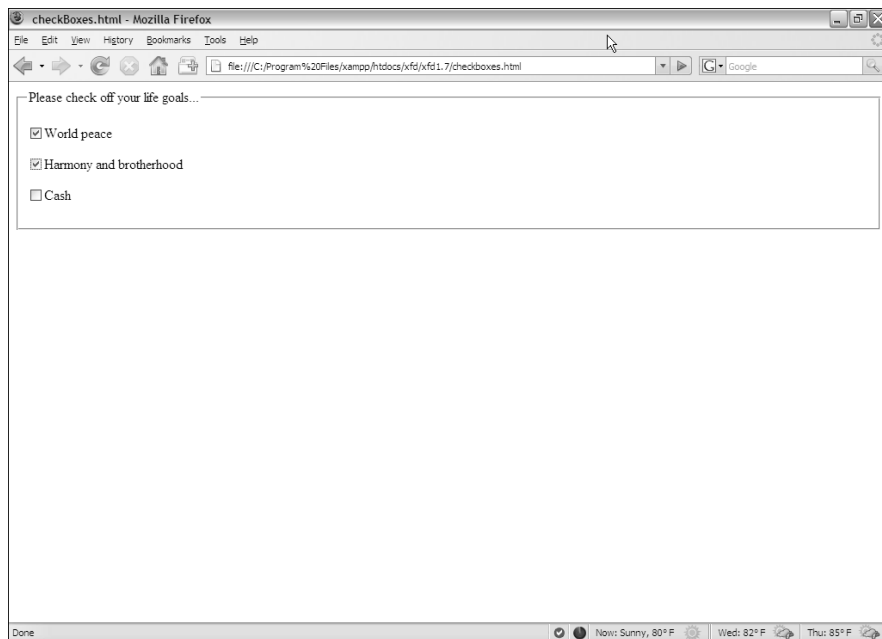 checkBoxes.html - Mozilla Firefox
File Edit View History Bookmarks Tools Help
file:///C:/Program%20Files/xampp/htdocs/xfd/xfd1.7/checkboxes.html
G Google
Please check off your life goals...
World peace
Harmony and brotherhood
Cash
Done Now: Sunny, 80° F Wed: 82° F Thu: 85° F